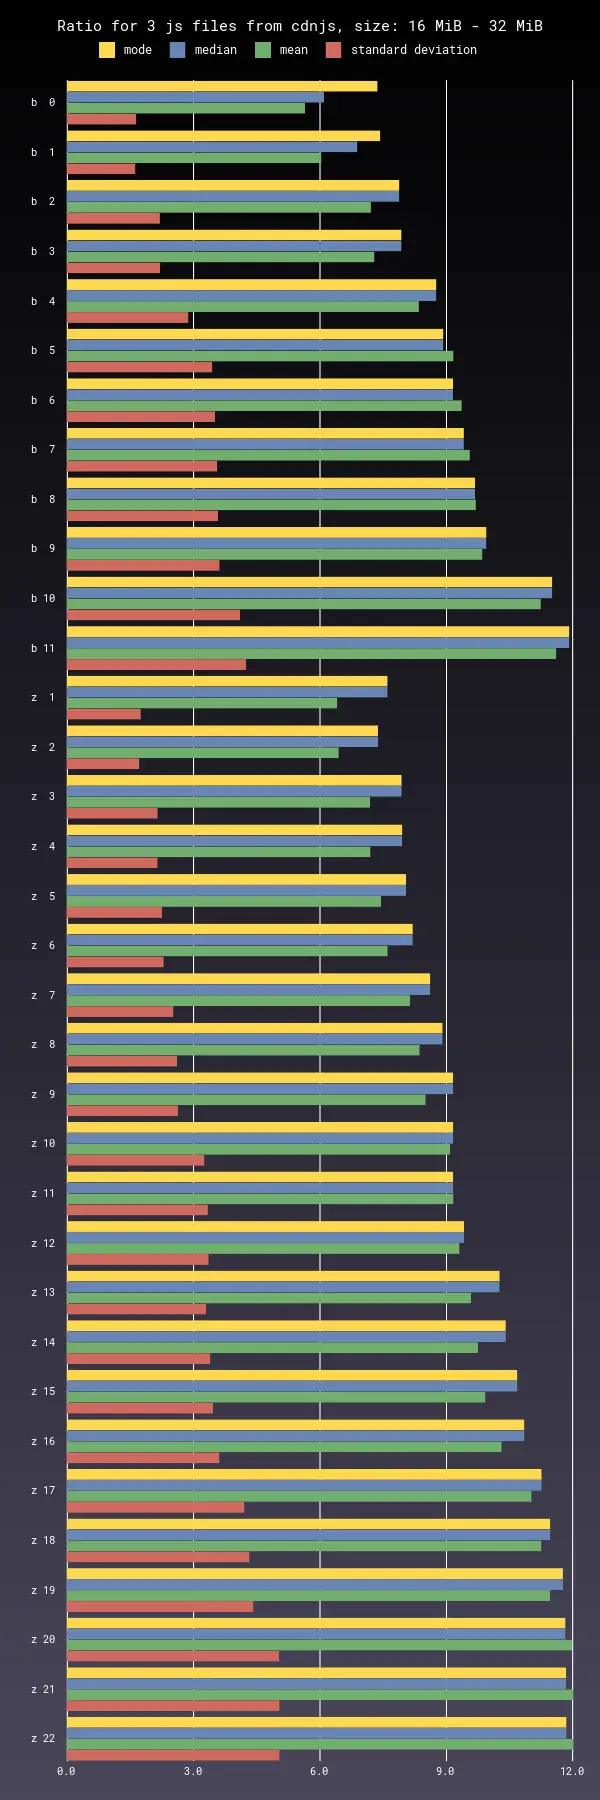 Ratio for 3 js files from cdnjs, size: 16 MiB - 32 MiB
mode median mean standard deviation
b 0
b 1
b 2
b 3
b 4
b 5
b 6
b 7
b 8
b 9
b 10
b 11
z 1
z 2
z 3
z 4
z 5
z 6
z 7
z 8
z 9
z 10
z 11
z 12
z 13
z 14
z 15
z 16
z 17
z 18
z 19
z 20
z 21
z 22
0.0 3.0 6.0 9.0 12.0